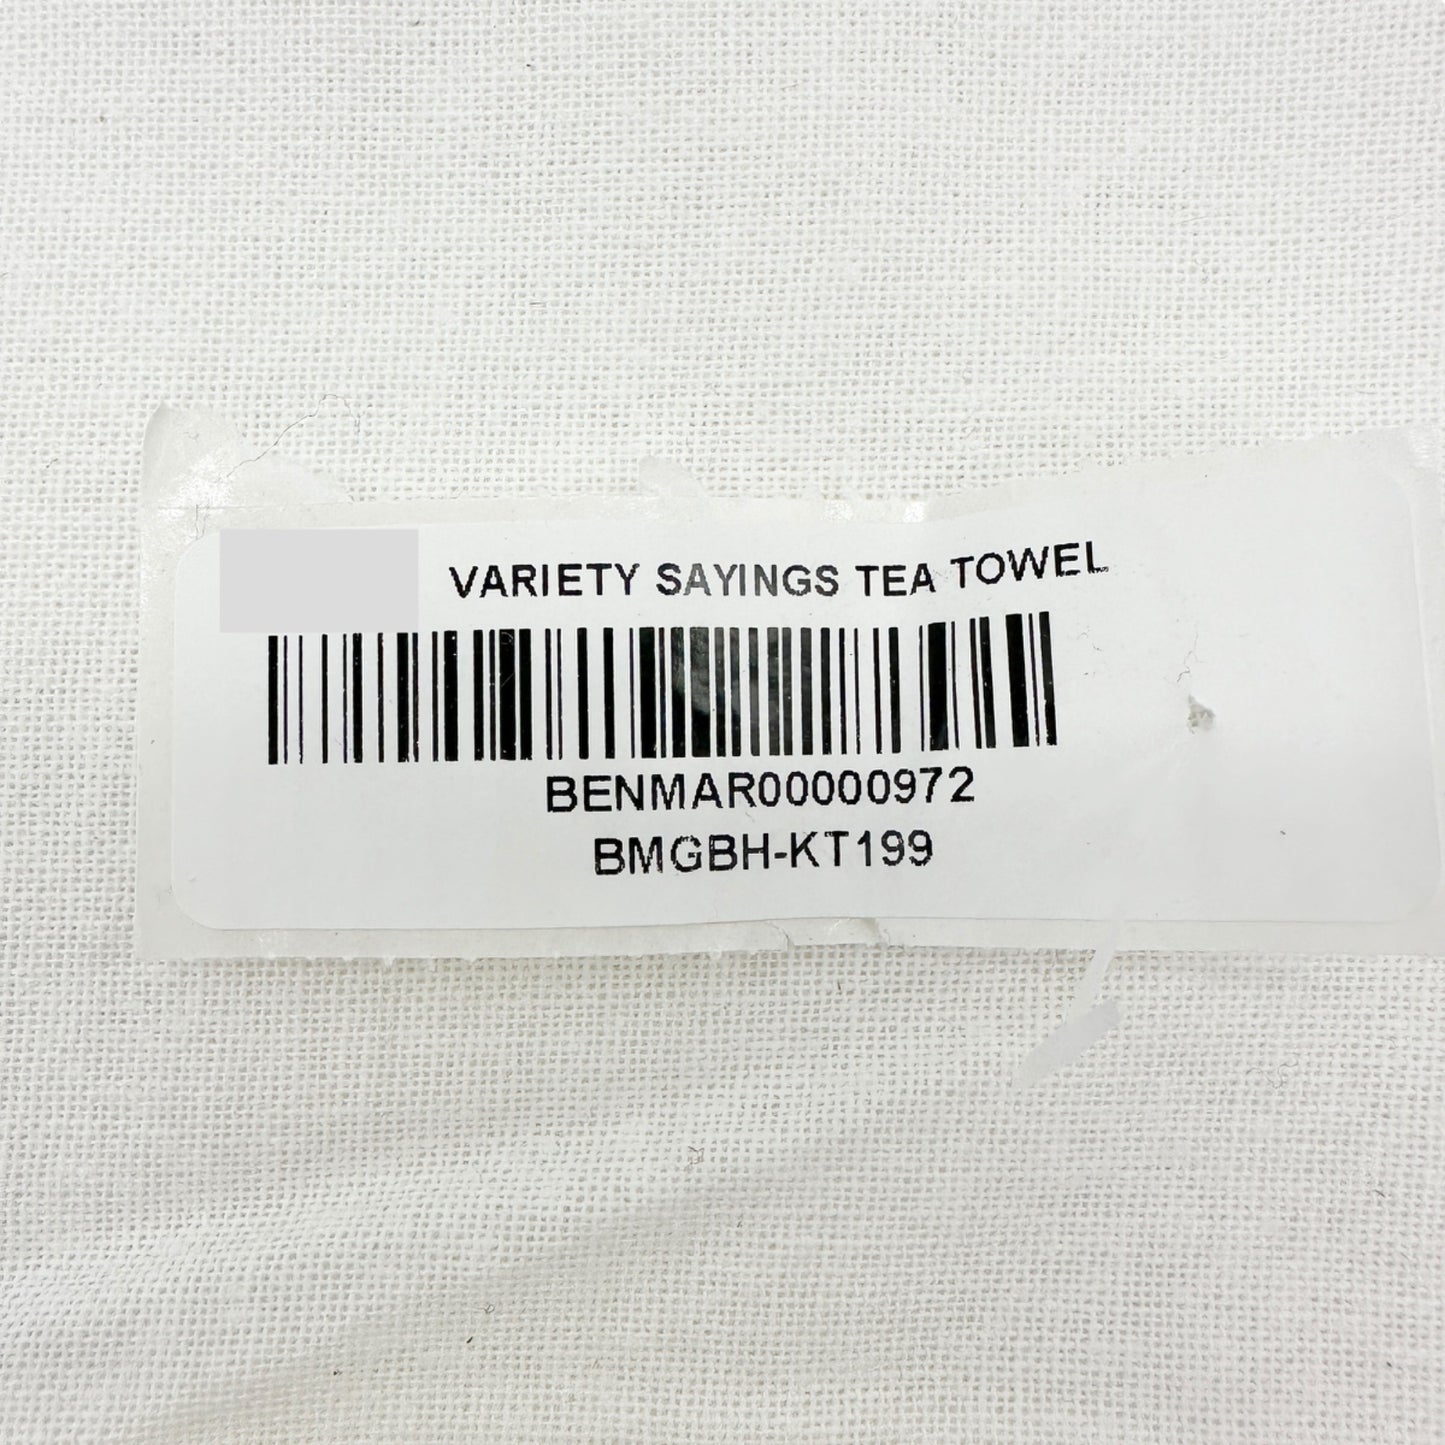 VARIETY SAYINGS TEA TOWEL
BENMAR00000972
BMGBH-KT199